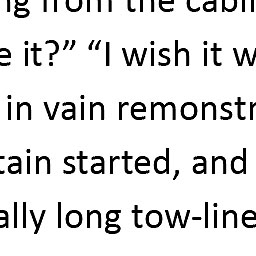 ng from the cabi
e it?” “I wish it w
in vain remonstr
tain started, and
ally long tow-line